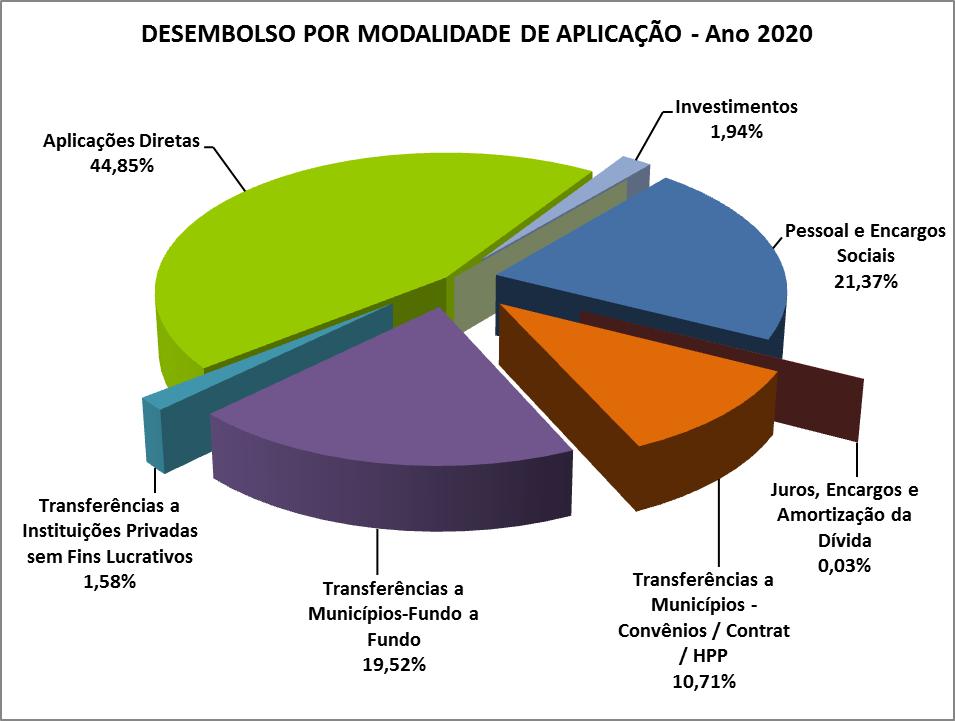 DESEMBOLSO POR MODALIDADE DE APLICAÇÃO - Ano 2020
Investimentos
1,94%
Aplicações Diretas
44,85%
Pessoal e Encargos
Sociais
21,37%
Juros, Encargos e
Amortização da
Dívida
0,03%
Transferências a
Instituições Privadas
sem Fins Lucrativos
1,58%
Transferências a
Municípios-Fundo a
Fundo
19,52%
Transferências a
Municípios -
Convênios / Contrat
/ HPP
10,71%